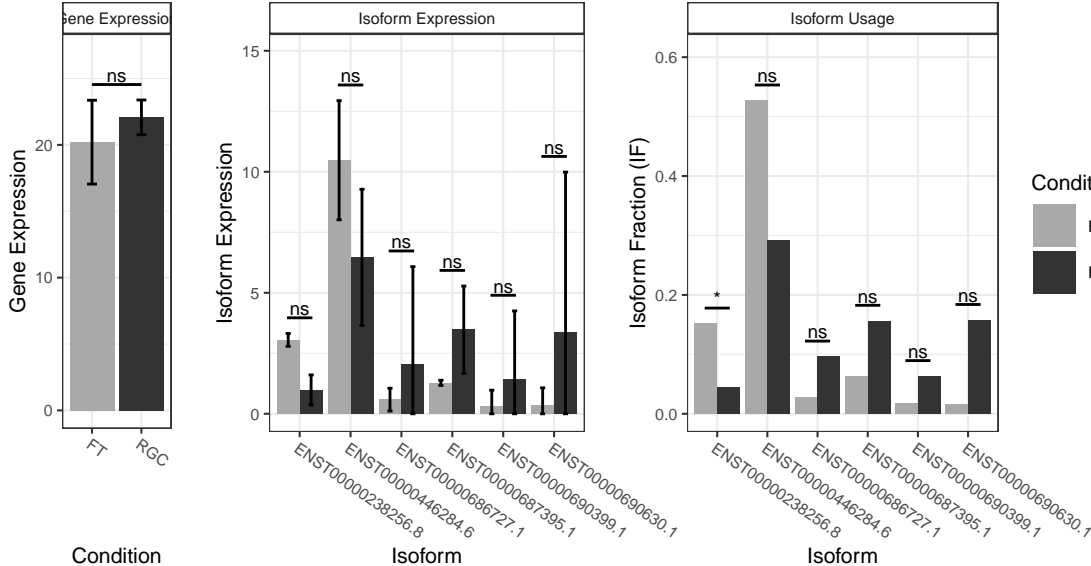 Gene Expression
Isoform Expression
Isoform Usage
Gene Expression
20
10
0
ns
FT
RGC
Condition
Isoform Expression
15
10
5
0
ns
ns
ns
ns
ns
ns
ENST00000238256.8
ENST00000446284.6
ENST00000686727.1
ENST00000687395.1
ENST00000690399.1
ENST00000690630.1
Isoform
Isoform Fraction (IF)
0.6
0.4
0.2
0.0
*
ns
ns
ns
ns
ns
ENST00000238256.8
ENST00000446284.6
ENST00000686727.1
ENST00000687395.1
ENST00000690399.1
ENST00000690630.1
Isoform